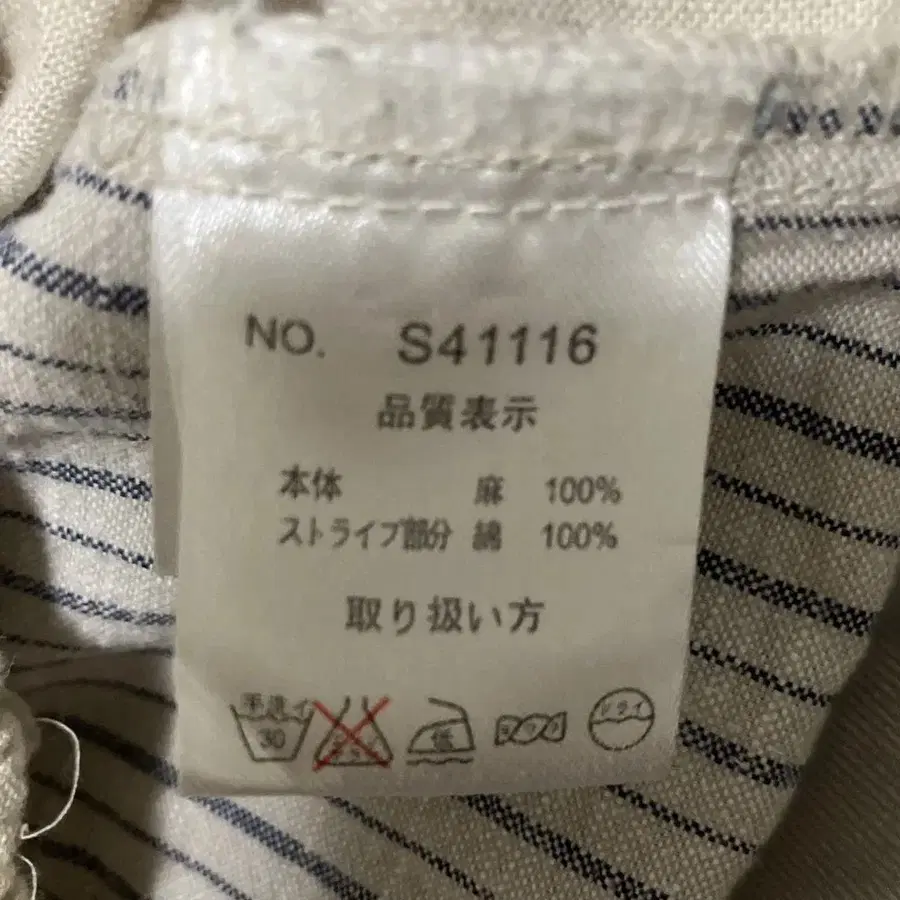 NO. S41116
品質表示
本体 麻 100%
ストライプ部分 綿 100%
取り扱い方
手洗イ 30 低 ドライ